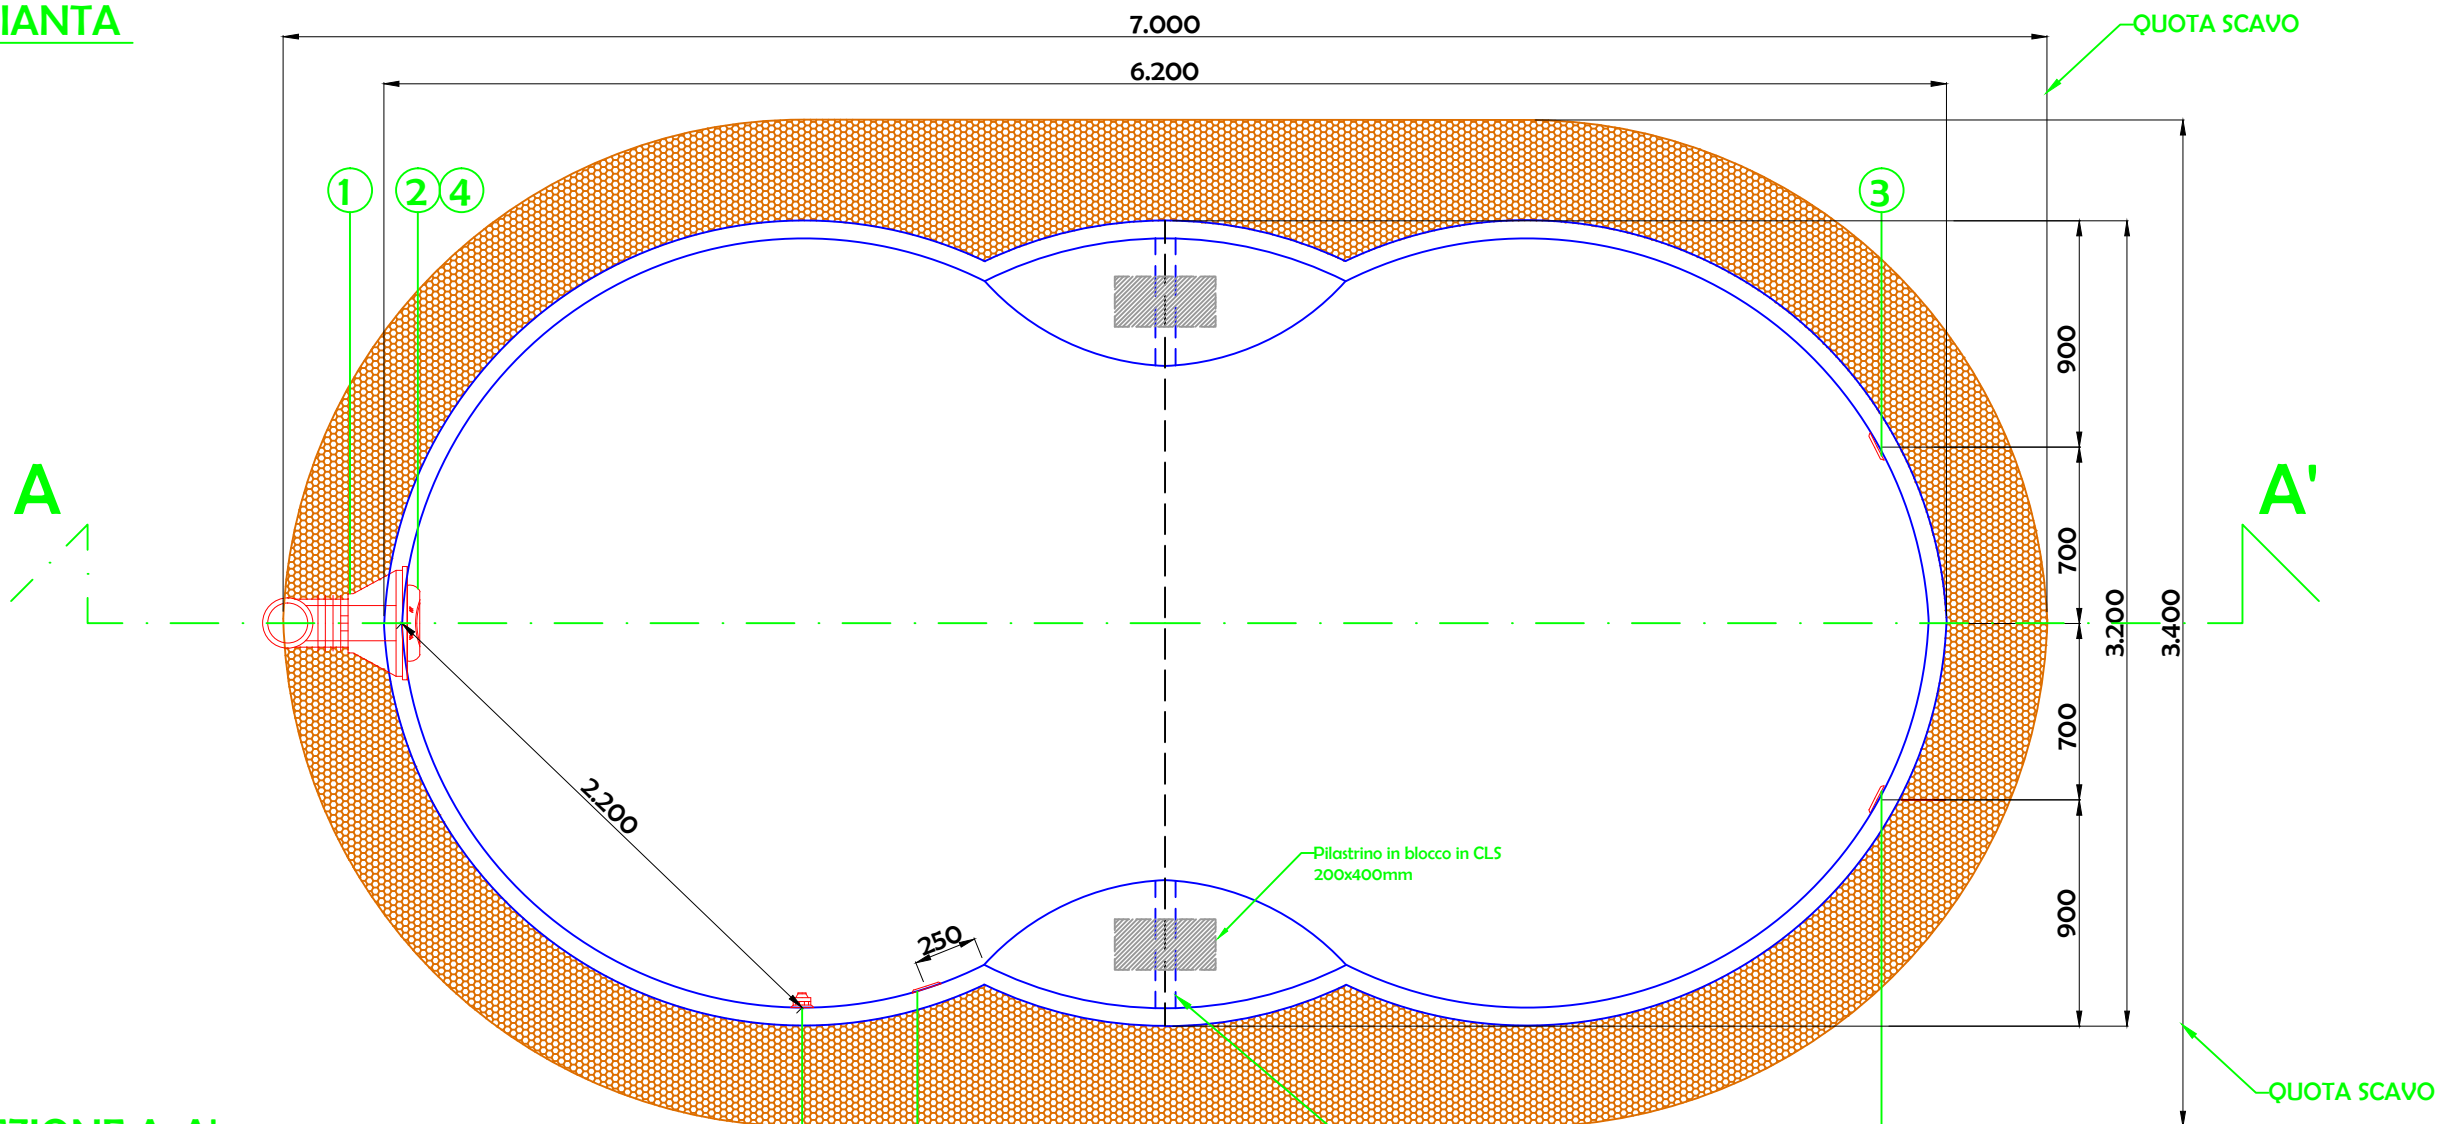 IANTA
7.000
QUOTA SCAVO
6.200
1
2
4
3
900
A
A'
700
3.200
3.400
700
2.200
Pilastrino in blocco in CLS
200x400mm
900
250
QUOTA SCAVO